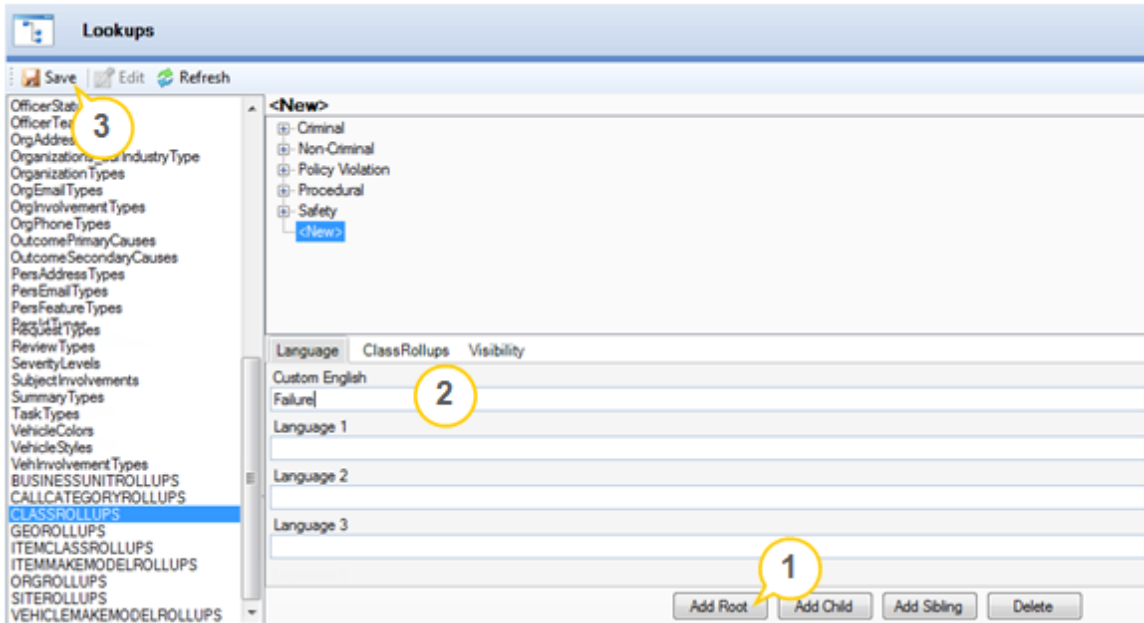 Lookups
Save Edit Refresh
OfficerStat
OfficerTea
OrgAddres
Organizations_ IndustryType
OrganizationTypes
OrgEmailTypes
OrgInvolvementTypes
OrgPhoneTypes
OutcomePrimaryCauses
OutcomeSecondaryCauses
PersAddressTypes
PersEmailTypes
PersFeatureTypes
RequestTypes
ReviewTypes
SeverityLevels
SubjectInvolvements
SummaryTypes
TaskTypes
VehicleColors
VehicleStyles
VehInvolvementTypes
BUSINESSUNITROLLUPS
CALLCATEGORYROLLUPS
CLASSROLLUPS
GEOROLLUPS
ITEMCLASSROLLUPS
ITEMMAKEMODELROLLUPS
ORGROLLUPS
SITEROLLUPS
VEHICLEMAKEMODELROLLUPS
3
<New>
Criminal
Non-Criminal
Policy Violation
Procedural
Safety
<New>
Language ClassRollups Visibility
Custom English
2
Failure
Language 1
Language 2
Language 3
1
Add Root Add Child Add Sibling Delete